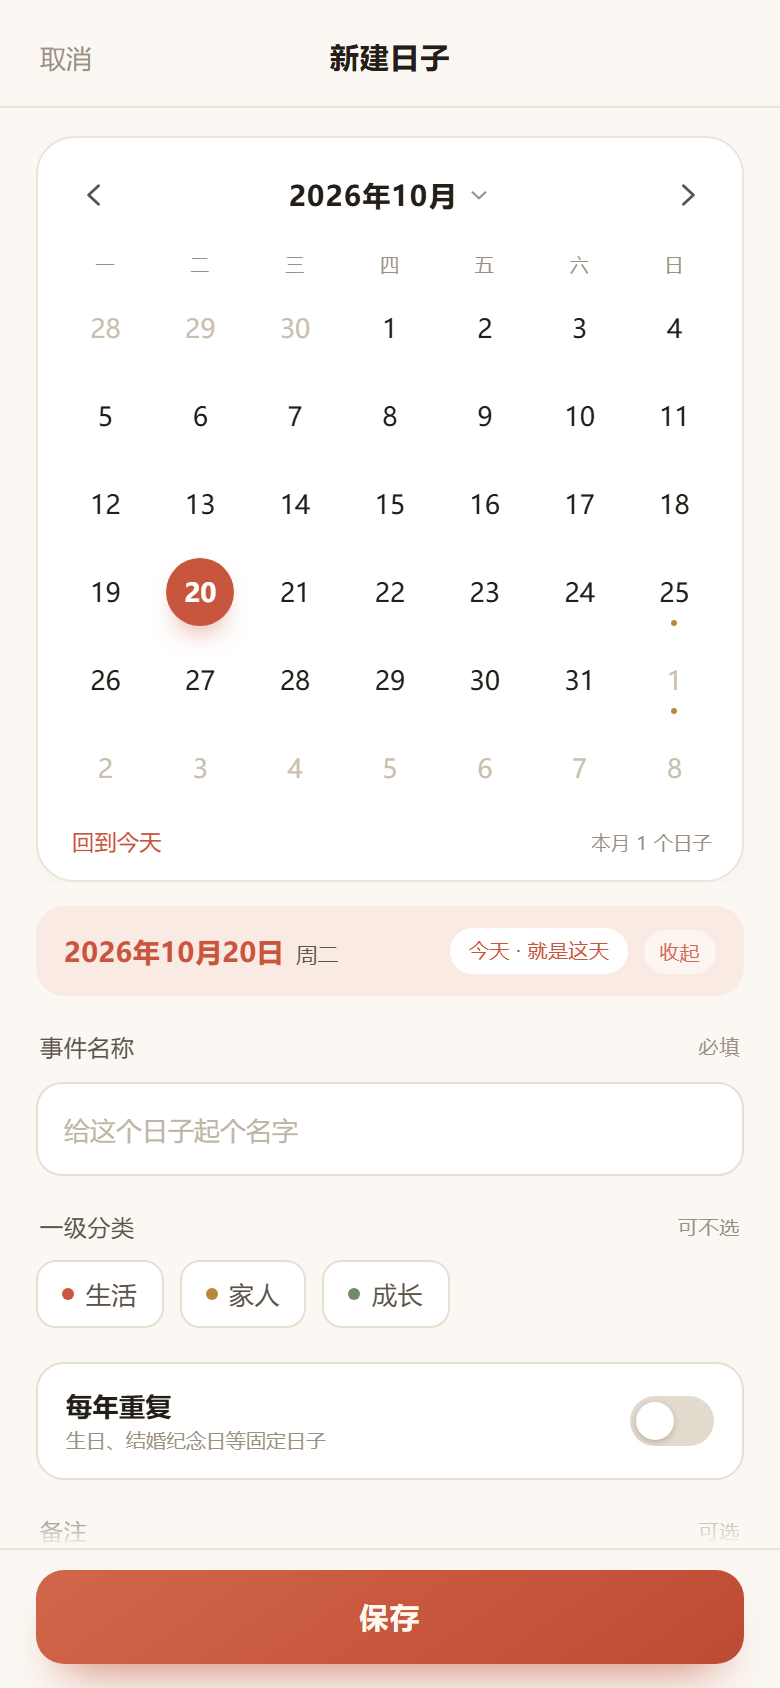 取消 新建日子
2026年10月
一 二 三 四 五 六 日
28 29 30 1 2 3 4
5 6 7 8 9 10 11
12 13 14 15 16 17 18
19 20 21 22 23 24 25
26 27 28 29 30 31 1
2 3 4 5 6 7 8
回到今天 本月 1 个日子
2026年10月20日 周二 今天 · 就是这天 收起
事件名称 必填
给这个日子起个名字
一级分类 可不选
生活 家人 成长
每年重复
生日、结婚纪念日等固定日子
备注 可选
保存